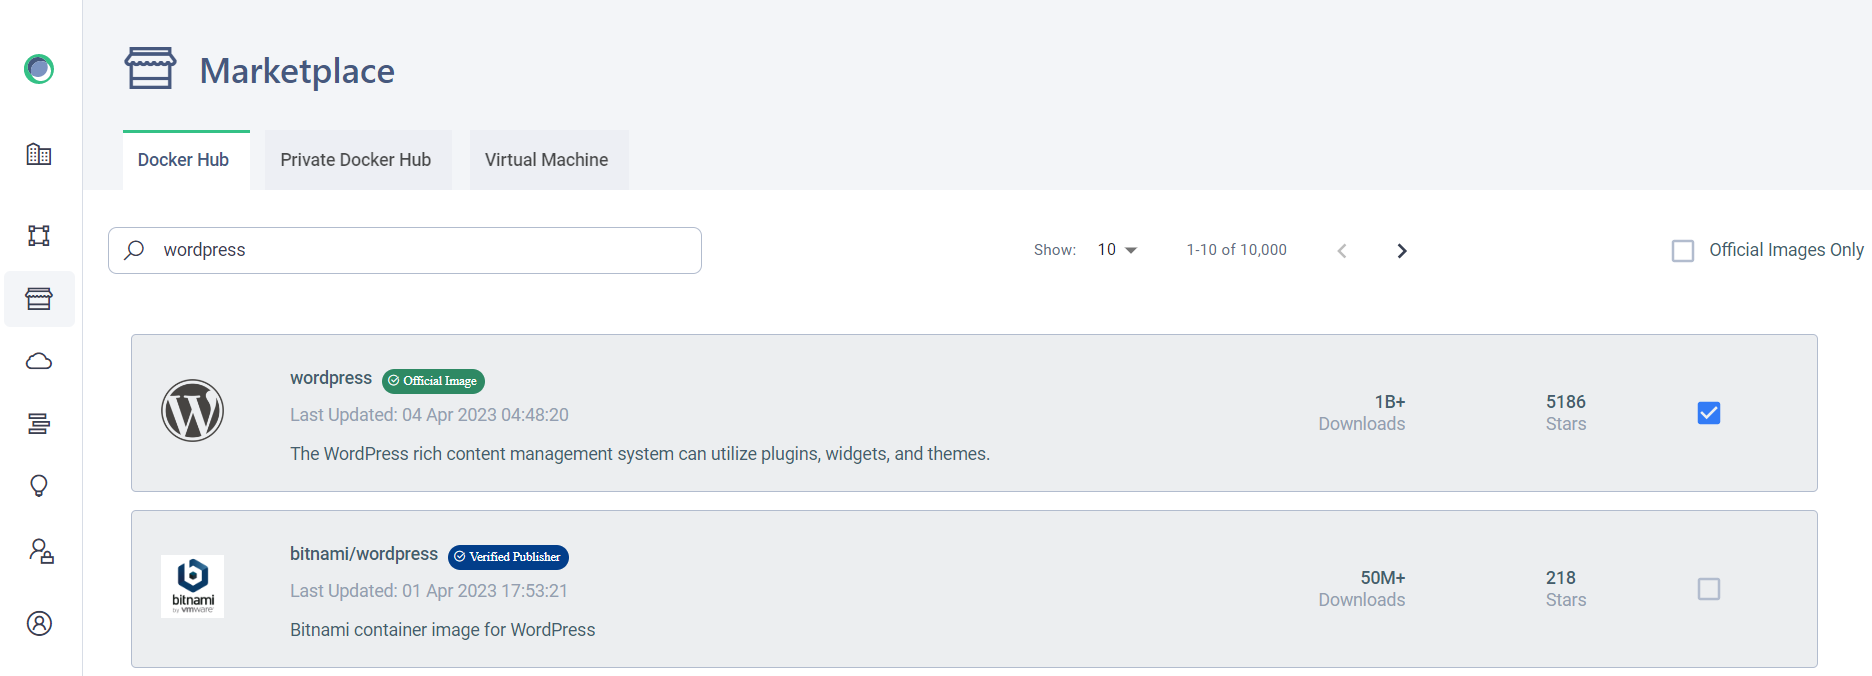 Marketplace
Docker Hub
Private Docker Hub
Virtual Machine
wordpress
Show: 10
1-10 of 10,000
Official Images Only
wordpress
Official Image
Last Updated: 04 Apr 2023 04:48:20
The WordPress rich content management system can utilize plugins, widgets, and themes.
1B+
Downloads
5186
Stars
bitnami
by vmware
bitnami/wordpress
Verified Publisher
Last Updated: 01 Apr 2023 17:53:21
Bitnami container image for WordPress
50M+
Downloads
218
Stars